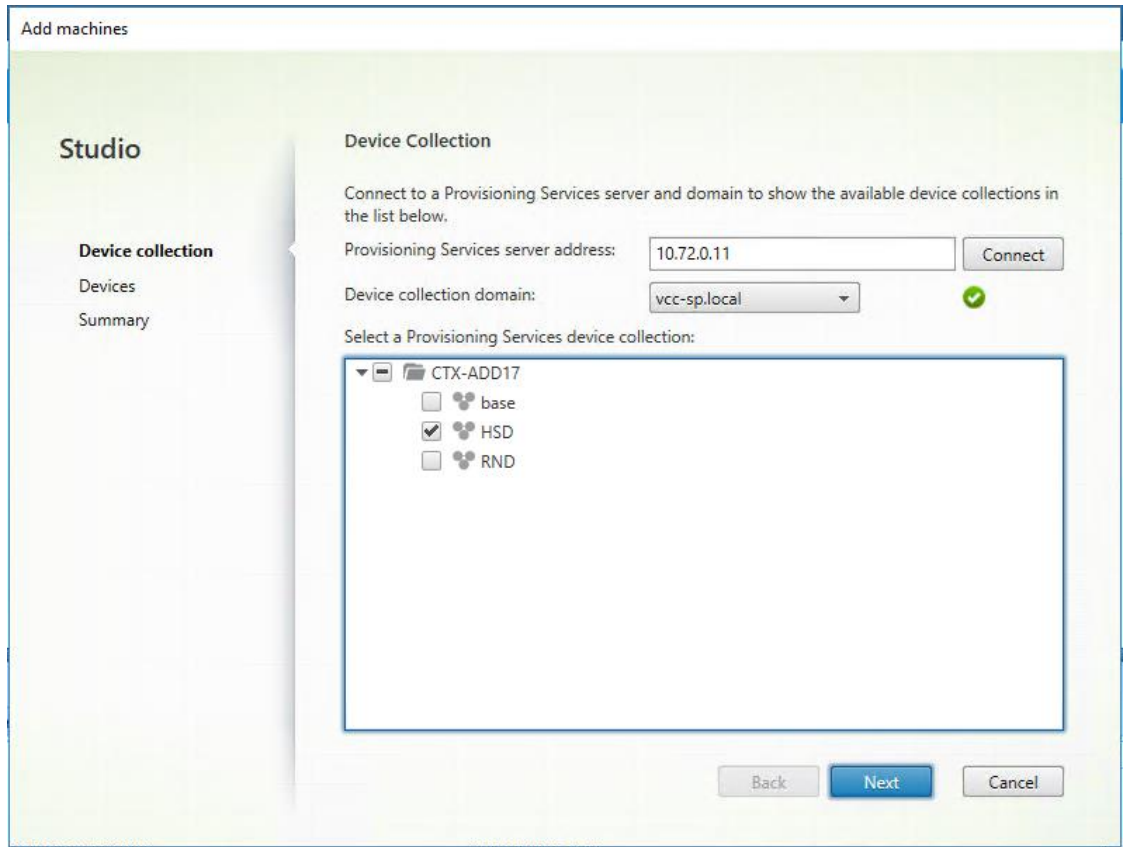 Add machines
Studio
Device collection
Devices
Summary
Device Collection
Connect to a Provisioning Services server and domain to show the available device collections in
the list below.
Provisioning Services server address:
10.72.0.11
Connect
Device collection domain:
vcc-sp.local
Select a Provisioning Services device collection:
CTX-ADD17
base
HSD
RND
Back
Next
Cancel